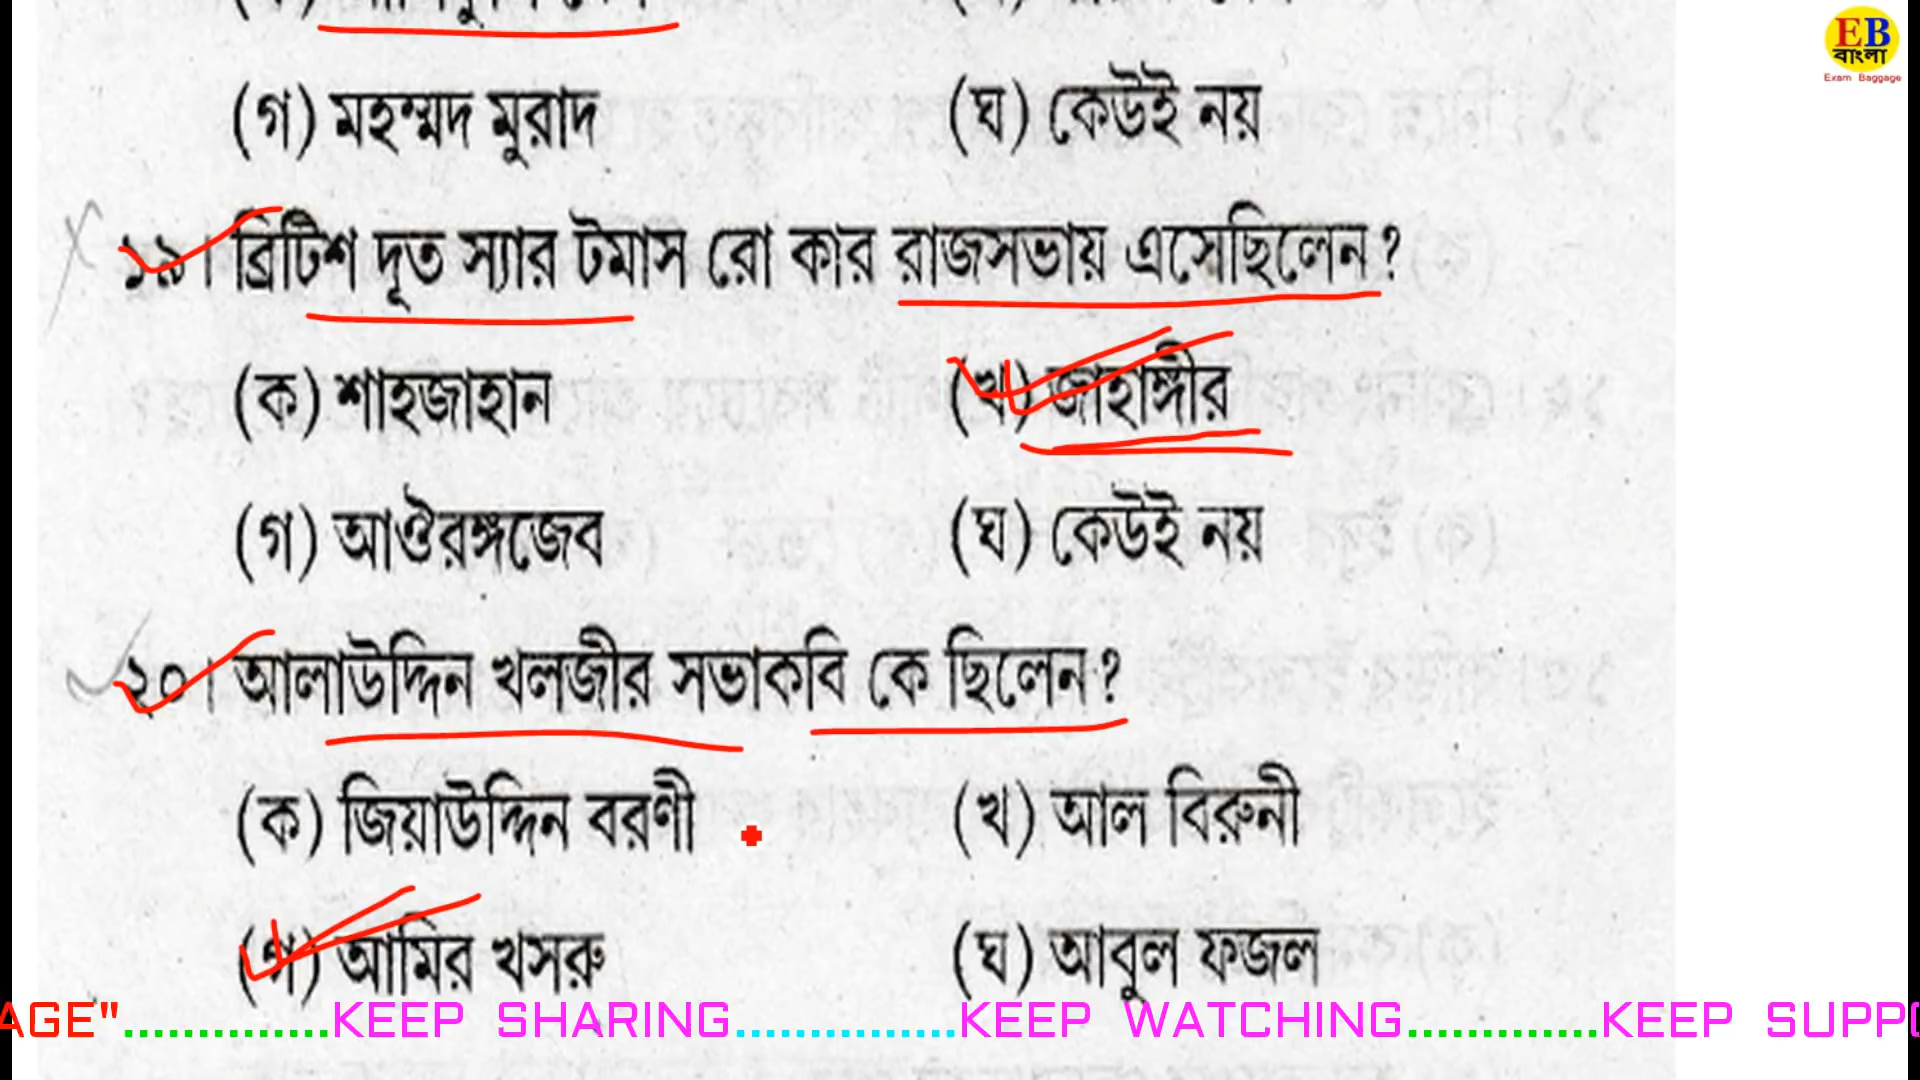 EB
বাংলা
Exam Baggage
(গ) মহম্মদ মুরাদ (ঘ) কেউই নয়
১৯। ব্রিটিশ দূত স্যার টমাস রো কার রাজসভায় এসেছিলেন?
(ক) শাহজাহান (খ) জাহাঙ্গীর
(গ) আওরঙ্গজেব (ঘ) কেউই নয়
২০। আলাউদ্দিন খলজীর সভাকবি কে ছিলেন?
(ক) জিয়াউদ্দিন বরণী (খ) আল বিরুনী
(গ) আমির খসরু (ঘ) আবুল ফজল
AGE"..............KEEP SHARING...............KEEP WATCHING.............KEEP SUPPO